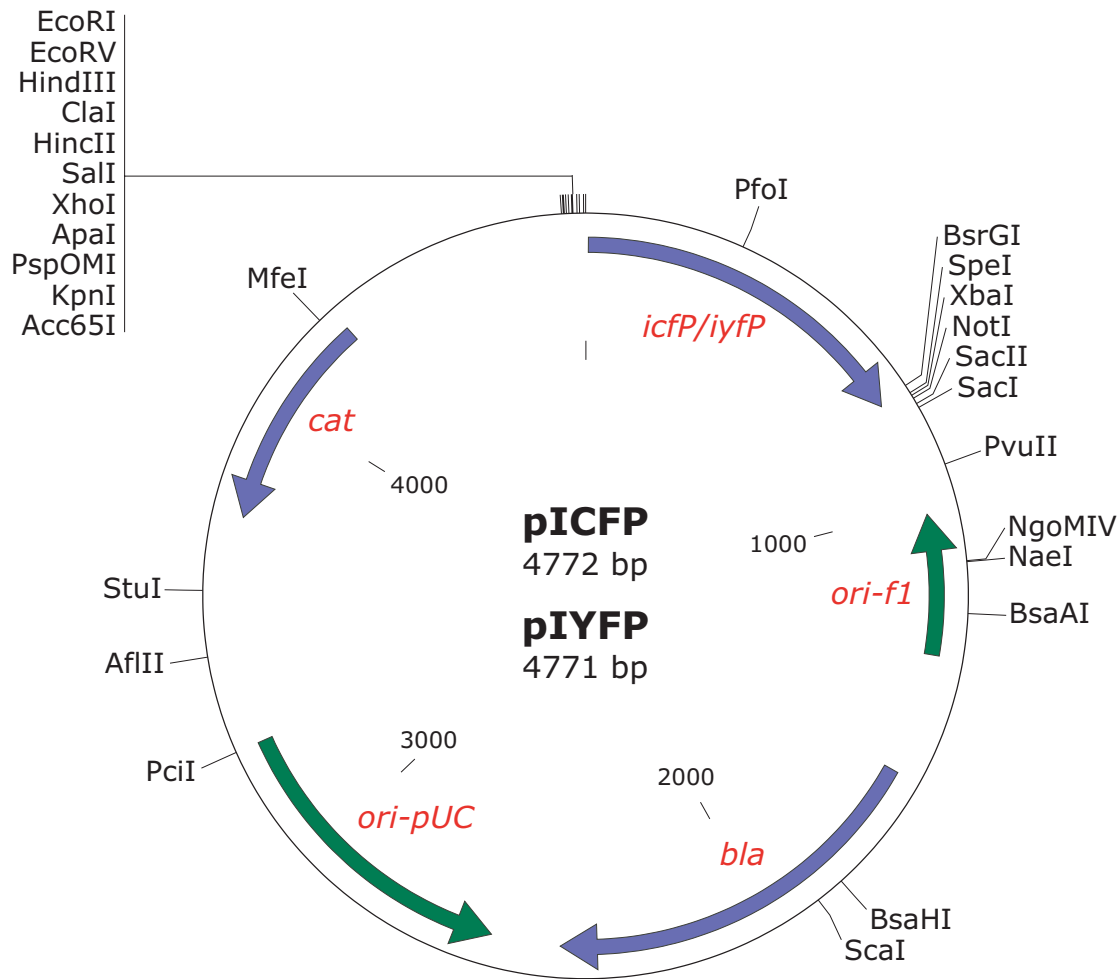 EcoRI
EcoRV
HindIII
ClaI
HincII
SalI
XhoI
ApaI
PspOMI
KpnI
Acc65I
PfoI
BsrGI
SpeI
XbaI
NotI
SacII
SacI
PvuII
NgoMIV
NaeI
BsaAI
BsaHI
ScaI
PciI
AflII
StuI
MfeI
icfP/iyfP
cat
4000
pICFP
4772 bp
pIYFP
4771 bp
1000
ori-f1
3000
ori-pUC
2000
bla